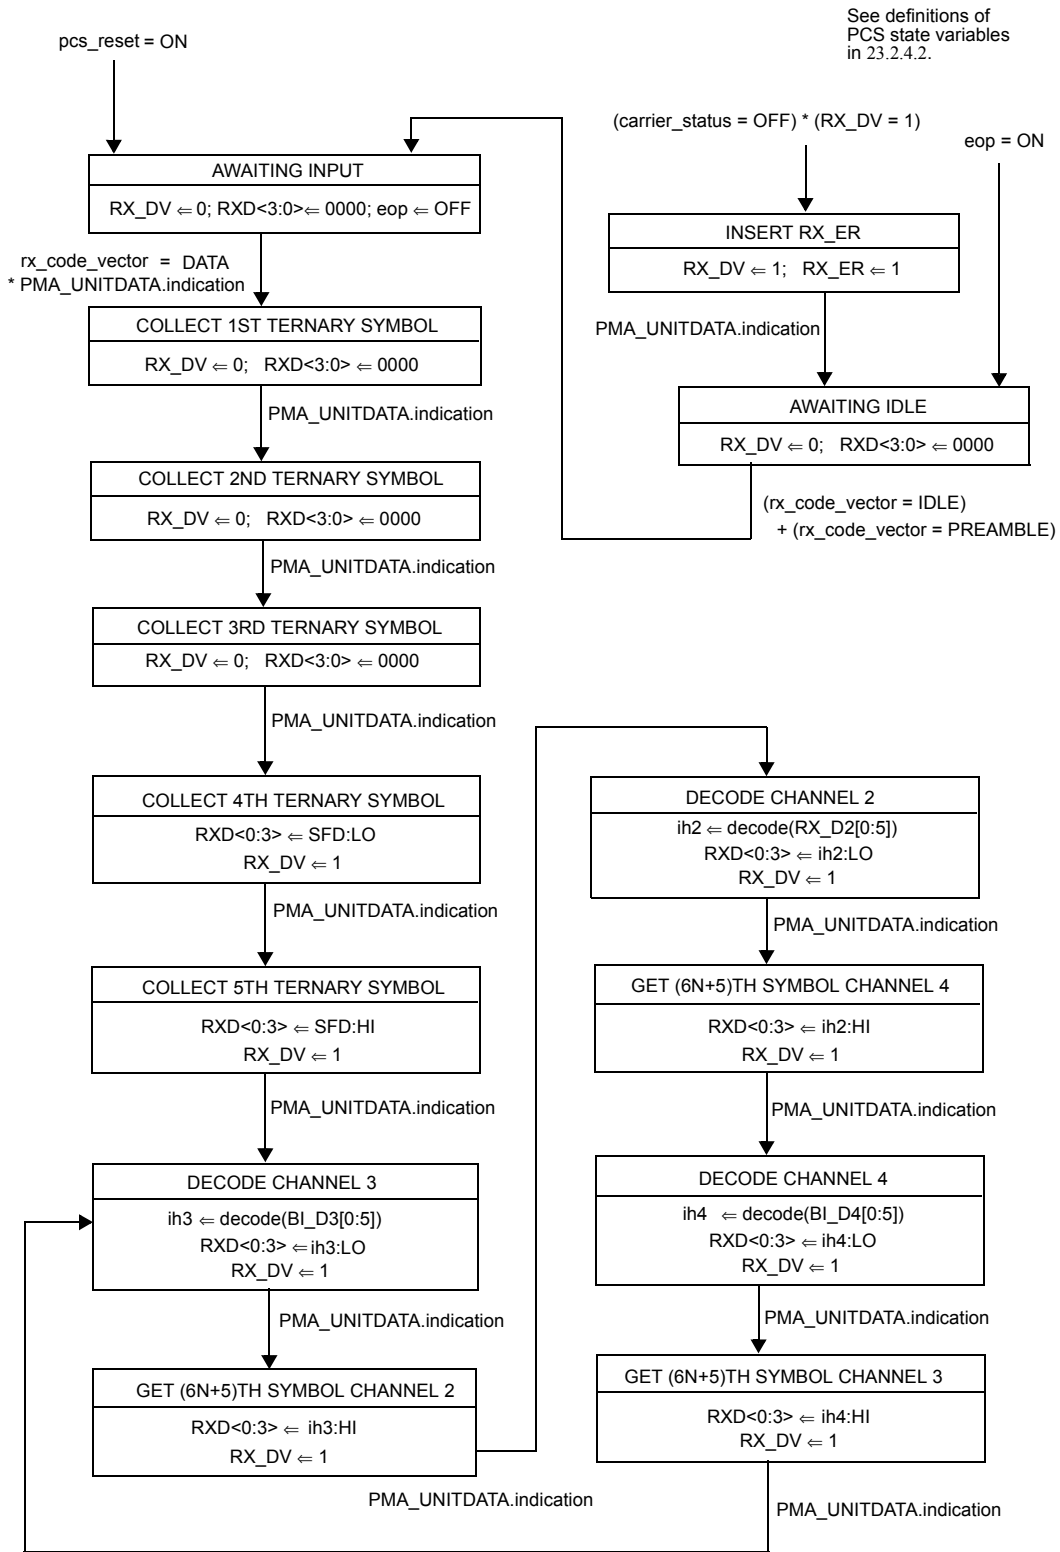 See definitions of
PCS state variables
in 23.2.4.2.
pcs_reset = ON
(carrier_status = OFF) * (RX_DV = 1)
eop = ON
AWAITING INPUT
RX_DV ⇐ 0; RXD<3:0>⇐ 0000; eop ⇐ OFF
INSERT RX_ER
RX_DV ⇐ 1; RX_ER ⇐ 1
rx_code_vector = DATA
* PMA_UNITDATA.indication
COLLECT 1ST TERNARY SYMBOL
RX_DV ⇐ 0; RXD<3:0> ⇐ 0000
PMA_UNITDATA.indication
AWAITING IDLE
RX_DV ⇐ 0; RXD<3:0> ⇐ 0000
PMA_UNITDATA.indication
(rx_code_vector = IDLE)
+ (rx_code_vector = PREAMBLE)
COLLECT 2ND TERNARY SYMBOL
RX_DV ⇐ 0; RXD<3:0> ⇐ 0000
PMA_UNITDATA.indication
COLLECT 3RD TERNARY SYMBOL
RX_DV ⇐ 0; RXD<3:0> ⇐ 0000
PMA_UNITDATA.indication
COLLECT 4TH TERNARY SYMBOL
RXD<0:3> ⇐ SFD:LO
RX_DV ⇐ 1
PMA_UNITDATA.indication
COLLECT 5TH TERNARY SYMBOL
RXD<0:3> ⇐ SFD:HI
RX_DV ⇐ 1
PMA_UNITDATA.indication
DECODE CHANNEL 3
ih3 ⇐ decode(BI_D3[0:5])
RXD<0:3> ⇐ ih3:LO
RX_DV ⇐ 1
PMA_UNITDATA.indication
GET (6N+5)TH SYMBOL CHANNEL 2
RXD<0:3> ⇐ ih3:HI
RX_DV ⇐ 1
PMA_UNITDATA.indication
DECODE CHANNEL 2
ih2 ⇐ decode(RX_D2[0:5])
RXD<0:3> ⇐ ih2:LO
RX_DV ⇐ 1
PMA_UNITDATA.indication
GET (6N+5)TH SYMBOL CHANNEL 4
RXD<0:3> ⇐ ih2:HI
RX_DV ⇐ 1
PMA_UNITDATA.indication
DECODE CHANNEL 4
ih4 ⇐ decode(BI_D4[0:5])
RXD<0:3> ⇐ ih4:LO
RX_DV ⇐ 1
PMA_UNITDATA.indication
GET (6N+5)TH SYMBOL CHANNEL 3
RXD<0:3> ⇐ ih4:HI
RX_DV ⇐ 1
PMA_UNITDATA.indication